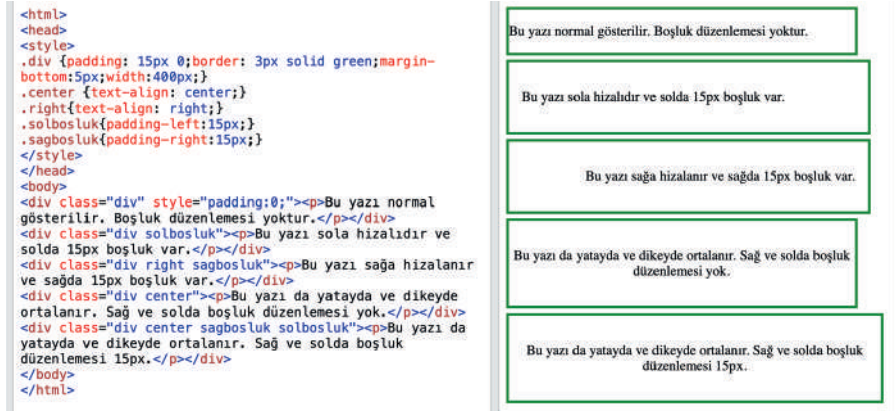 <html>
<head>
<style>
.div {padding: 15px 0;border: 3px solid green;margin-
bottom:5px;width:400px;}
.center {text-align: center;}
.right{text-align: right;}
.solbosluk{padding-left:15px;}
.sagbosluk{padding-right:15px;}
</style>
</head>
<body>
<div class="div" style="padding:0;"><p>Bu yazı normal
gösterilir. Boşluk düzenlemesi yoktur.</p></div>
<div class="div solbosluk"><p>Bu yazı sola hizalıdır ve
solda 15px boşluk var.</p></div>
<div class="div right sagbosluk"><p>Bu yazı sağa hizalanır
ve sağda 15px boşluk var.</p></div>
<div class="div center"><p>Bu yazı da yatayda ve dikeyde
ortalanır. Sağ ve solda boşluk düzenlemesi yok.</p></div>
<div class="div center sagbosluk solbosluk"><p>Bu yazı da
yatayda ve dikeyde ortalanır. Sağ ve solda boşluk
düzenlemesi 15px.</p></div>
</body>
</html>
Bu yazı normal gösterilir. Boşluk düzenlemesi yoktur.
Bu yazı sola hizalıdır ve solda 15px boşluk var.
Bu yazı sağa hizalanır ve sağda 15px boşluk var.
Bu yazı da yatayda ve dikeyde ortalanır. Sağ ve solda boşluk
düzenlemesi yok.
Bu yazı da yatayda ve dikeyde ortalanır. Sağ ve solda boşluk
düzenlemesi 15px.